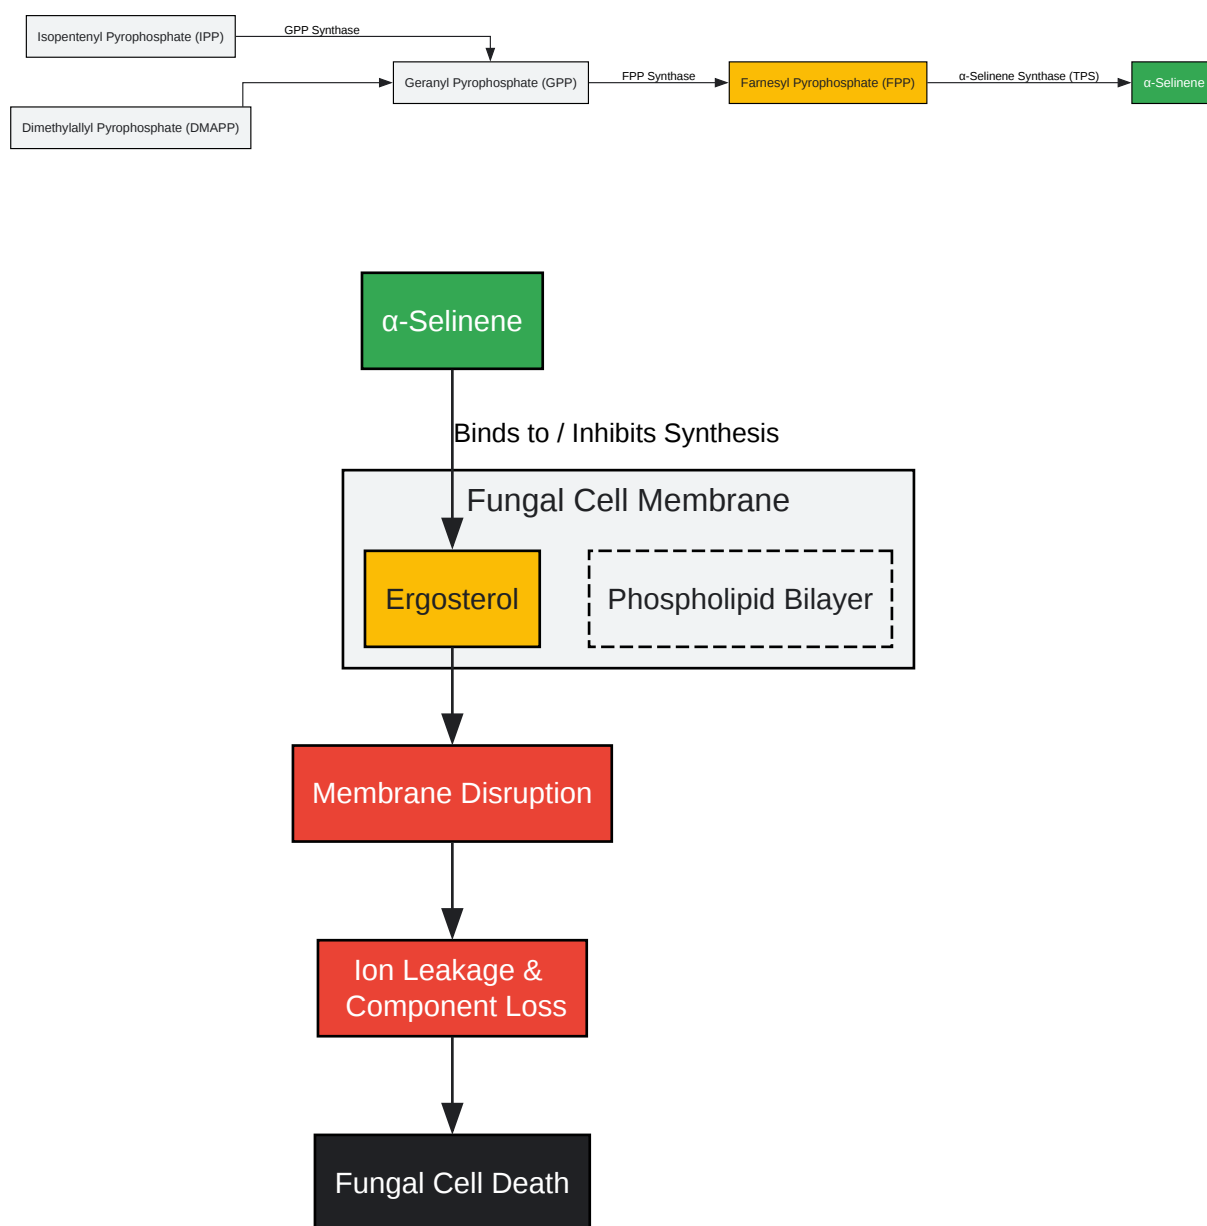 Isopentenyl Pyrophosphate (IPP)
GPP Synthase
Geranyl Pyrophosphate (GPP)
FPP Synthase
Farnesyl Pyrophosphate (FPP)
α-Selinene Synthase (TPS)
α-Selinene
Dimethylallyl Pyrophosphate (DMAPP)
α-Selinene
Binds to / Inhibits Synthesis
Fungal Cell Membrane
Ergosterol
Phospholipid Bilayer
Membrane Disruption
Ion Leakage &
Component Loss
Fungal Cell Death